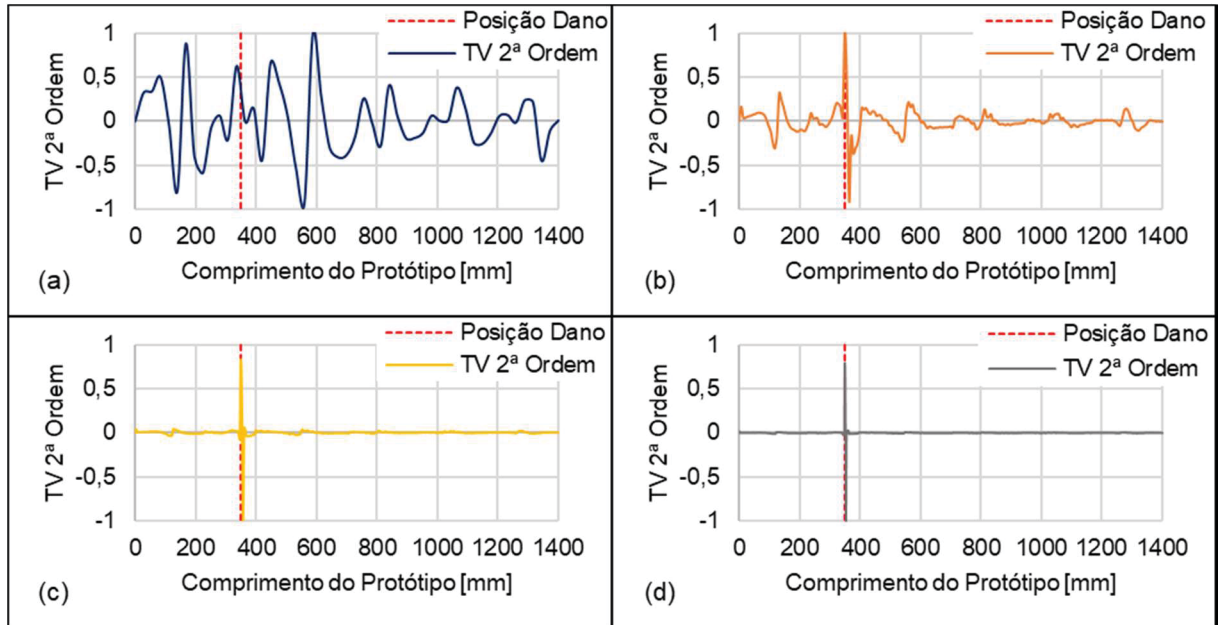 Posição Dano
TV 2ª Ordem
TV 2ª Ordem
1
0,5
0
-0,5
-1
0 200 400 600 800 1000 1200 1400
Comprimento do Protótipo [mm]
(a)
Posição Dano
TV 2ª Ordem
TV 2ª Ordem
1
0,5
0
-0,5
-1
0 200 400 600 800 1000 1200 1400
Comprimento do Protótipo [mm]
(b)
Posição Dano
TV 2ª Ordem
TV 2ª Ordem
1
0,5
0
-0,5
-1
0 200 400 600 800 1000 1200 1400
Comprimento do Protótipo [mm]
(c)
Posição Dano
TV 2ª Ordem
TV 2ª Ordem
1
0,5
0
-0,5
-1
0 200 400 600 800 1000 1200 1400
Comprimento do Protótipo [mm]
(d)